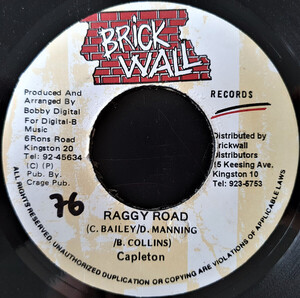 BRICK
WALL
RECORDS
Produced And
Arranged By
Bobby Digital
For Digital-B
Music
6Rons Road
Kingston 20
Tel: 92-45634
(C) (P)
Pub. By.
Crage Pub.
Distributed by
Brickwall
Distributors
15 Keesing Ave.
Kingston 10
Tel: 923-5753
76
RAGGY ROAD
(C. BAILEY/D. MANNING
/B. COLLINS)
Capleton
ALL RIGHTS RESERVED. UNAUTHORIZED DUPLICATION OR COPYING ARE VIOLATIONS OF APPLICABLE LAWS